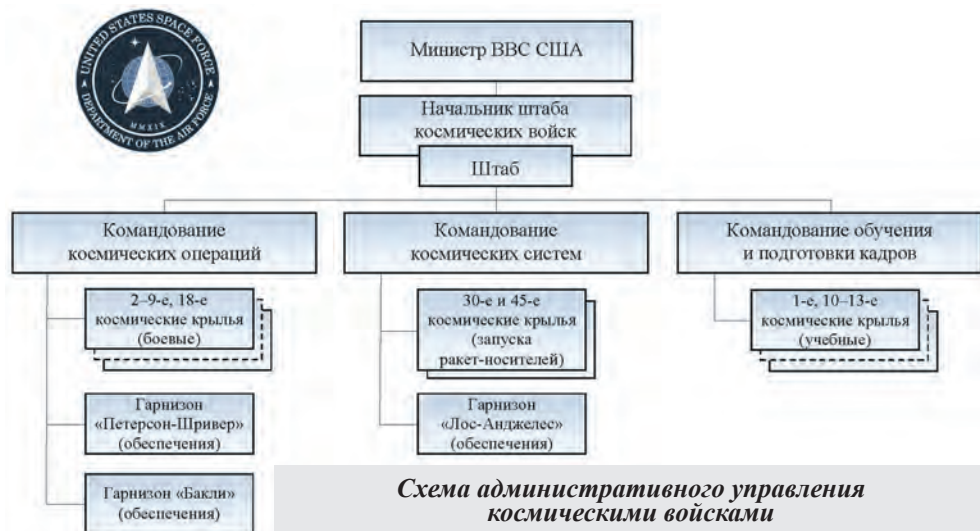 UNITED STATES SPACE FORCE
DEPARTMENT OF THE AIR FORCE
MMXIX
Министр ВВС США
Начальник штаба
космических войск
Штаб
Командование
космических операций
2–9-е, 18-е
космические крылья
(боевые)
Гарнизон
«Петерсон-Шривер»
(обеспечения)
Гарнизон «Бакли»
(обеспечения)
Командование
космических систем
30-е и 45-е
космические крылья
(запуска
ракет-носителей)
Гарнизон
«Лос-Анджелес»
(обеспечения)
Командование обучения
и подготовки кадров
1-е, 10–13-е
космические крылья
(учебные)
Схема административного управления
космическими войсками